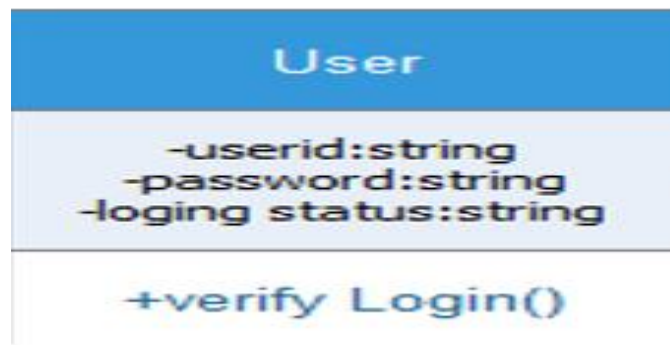 User
-userid:string
-password:string
-loging status:string
+verify Login()